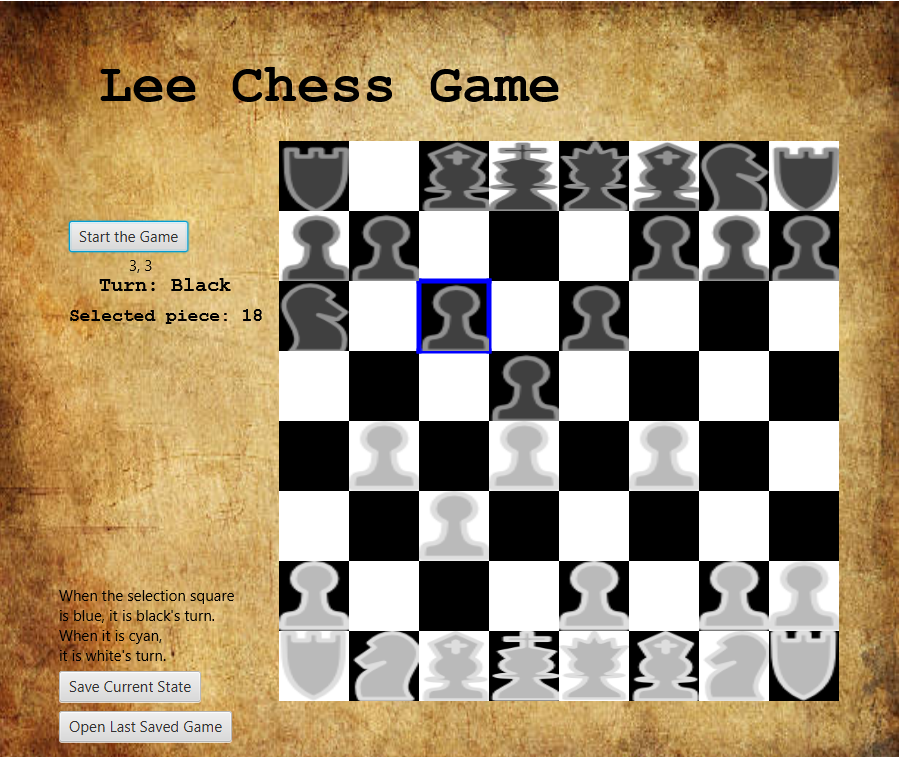 Lee Chess Game
Start the Game
3, 3
Turn: Black
Selected piece: 18
When the selection square
is blue, it is black's turn.
When it is cyan,
it is white's turn.
Save Current State
Open Last Saved Game